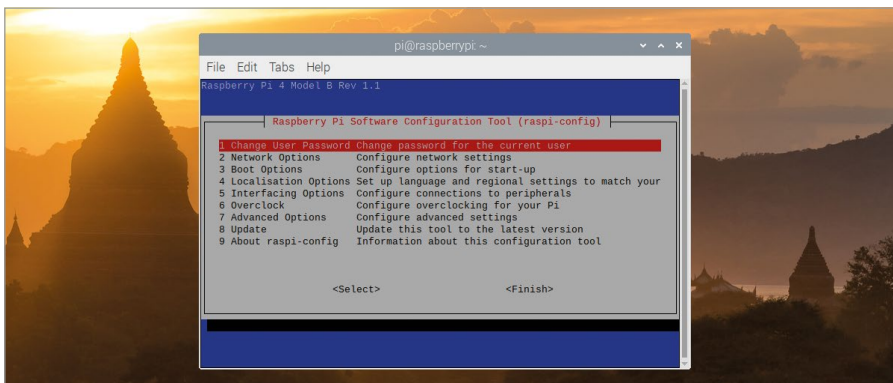 pi@raspberrypi: ~
File Edit Tabs Help
Raspberry Pi 4 Model B Rev 1.1
Raspberry Pi Software Configuration Tool (raspi-config)
1 Change User Password Change password for the current user
2 Network Options Configure network settings
3 Boot Options Configure options for start-up
4 Localisation Options Set up language and regional settings to match your
5 Interfacing Options Configure connections to peripherals
6 Overclock Configure overclocking for your Pi
7 Advanced Options Configure advanced settings
8 Update Update this tool to the latest version
9 About raspi-config Information about this configuration tool
<Select> <Finish>